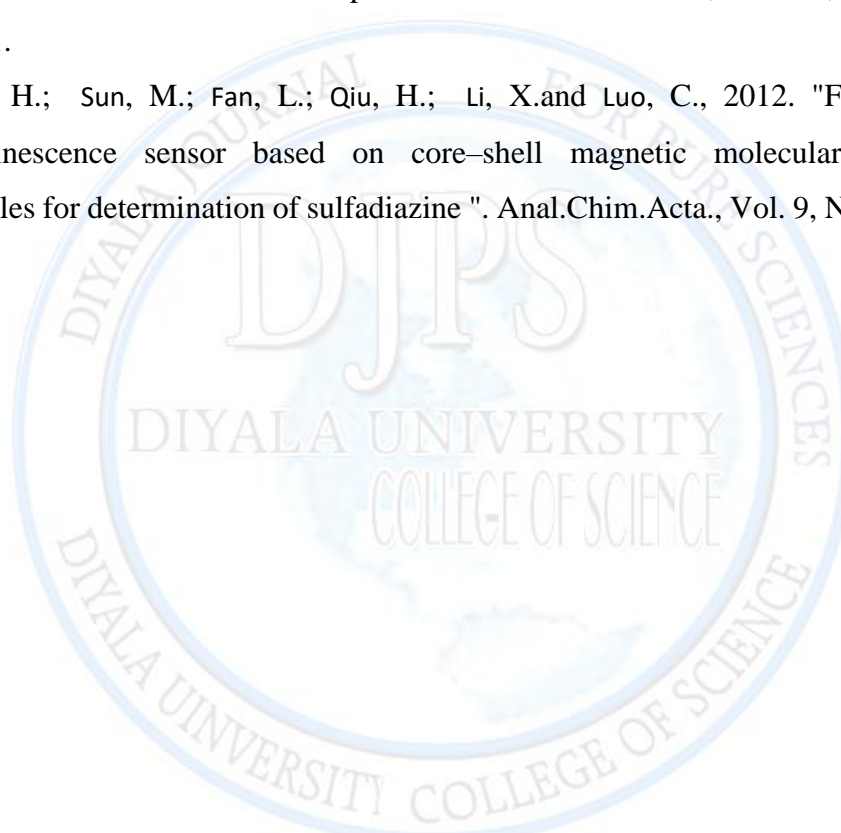 H.; Sun, M.; Fan, L.; Qiu, H.; Li, X.and Luo, C., 2012. "F
inescence sensor based on core–shell magnetic molecular
les for determination of sulfadiazine ". Anal.Chim.Acta., Vol. 9, N
DIYALA JOURNAL FOR PURE SCIENCES
DJPS
DIYALA UNIVERSITY
COLLEGE OF SCIENCE
DIYALA UINVERSITY COLLEGE OF SCIENCE